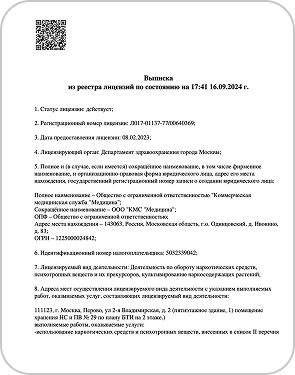 Выписка
из реестра лицензий по состоянию на 17:41 16.09.2024 г.
1. Статус лицензии: действует;
2. Регистрационный номер лицензии: Л017-01137-77/00640369;
3. Дата предоставления лицензии: 08.02.2023;
4. Лицензирующий орган: Департамент здравоохранения города Москвы;
5. Полное и (в случае, если имеется) сокращённое наименование, в том числе фирменное
наименование, и организационно-правовая форма юридического лица, адрес его места
нахождения, государственный регистрационный номер записи о создании юридического лица:
Полное наименование – Общество с ограниченной ответственностью "Коммерческая
медицинская служба "Медицина";
Сокращённое наименование – ООО "КМС "Медицина";
ОПФ – Общество с ограниченной ответственностью;
Адрес места нахождения – 143063, Россия, Московская область, г.о. Одинцовский, д. Ивонино,
д. 83;
ОГРН – 1225000024842;
6. Идентификационный номер налогоплательщика: 5032339042;
7. Лицензируемый вид деятельности: Деятельность по обороту наркотических средств,
психотропных веществ и их прекурсоров, культивированию наркосодержащих растений;
8. Адреса мест осуществления лицензируемого вида деятельности с указанием выполняемых
работ, оказываемых услуг, составляющих лицензируемый вид деятельности:
111123, г. Москва, Перово, ул 2-я Владимирская, д. 2 (пятиэтажное здание, 1) помещение
хранения НС и ПВ № 29 по плану БТИ на 2 этаже.)
выполняемые работы, оказываемые услуги:
-использование наркотических средств и психотропных веществ, внесенных в список II перечня